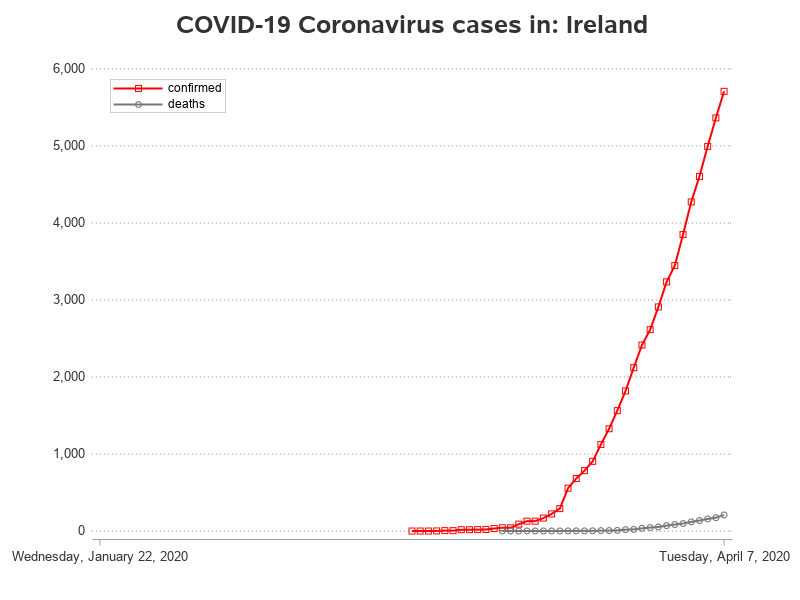 COVID-19 Coronavirus cases in: Ireland
6,000
confirmed
deaths
5,000
4,000
3,000
2,000
1,000
0
Wednesday, January 22, 2020
Tuesday, April 7, 2020